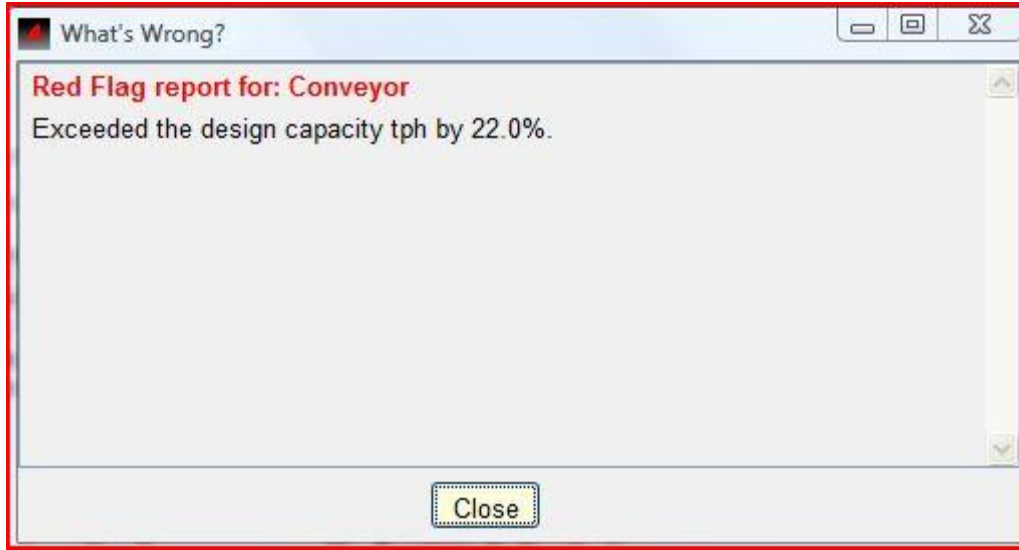 What's Wrong?
Red Flag report for: Conveyor
Exceeded the design capacity tph by 22.0%.
Close